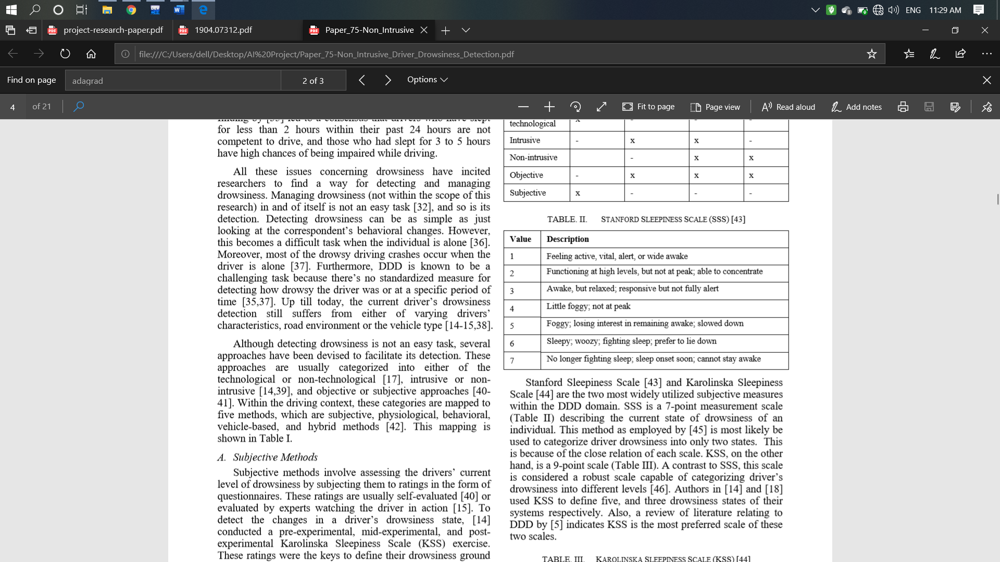 DEV
W
ENG 11:29 AM
project-research-paper.pdf
1904.07312.pdf
Paper_75-Non_Intrusive
file:///C:/Users/dell/Desktop/AI%20Project/Paper_75-Non_Intrusive_Driver_Drowsiness_Detection.pdf
Find on page adagrad 2 of 3 Options
4 of 21 Fit to page Page view Read aloud Add notes
finding by [35] led to a consensus that drivers who have slept
for less than 2 hours within their past 24 hours are not
competent to drive, and those who had slept for 3 to 5 hours
have high chances of being impaired while driving.
All these issues concerning drowsiness have incited
researchers to find a way for detecting and managing
drowsiness. Managing drowsiness (not within the scope of this
research) in and of itself is not an easy task [32], and so is its
detection. Detecting drowsiness can be as simple as just
looking at the correspondent’s behavioral changes. However,
this becomes a difficult task when the individual is alone [36].
Moreover, most of the drowsy driving crashes occur when the
driver is alone [37]. Furthermore, DDD is known to be a
challenging task because there’s no standardized measure for
detecting how drowsy the driver was or at a specific period of
time [35,37]. Up till today, the current driver’s drowsiness
detection still suffers from either of varying drivers’
characteristics, road environment or the vehicle type [14-15,38].
Although detecting drowsiness is not an easy task, several
approaches have been devised to facilitate its detection. These
approaches are usually categorized into either of the
technological or non-technological [17], intrusive or non-
intrusive [14,39], and objective or subjective approaches [40-
41]. Within the driving context, these categories are mapped to
five methods, which are subjective, physiological, behavioral,
vehicle-based, and hybrid methods [42]. This mapping is
shown in Table I.
A. Subjective Methods
Subjective methods involve assessing the drivers’ current
level of drowsiness by subjecting them to ratings in the form of
questionnaires. These ratings are usually self-evaluated [40] or
evaluated by experts watching the driver in action [15]. To
detect the changes in a driver’s drowsiness state, [14]
conducted a pre-experimental, mid-experimental, and post-
experimental Karolinska Sleepiness Scale (KSS) exercise.
These ratings were the keys to define their drowsiness ground
technological x - - -
Intrusive - x x -
Non-intrusive - x x
Objective - x x x
Subjective x - - -
TABLE. II. STANFORD SLEEPINESS SCALE (SSS) [43]
Value Description
1 Feeling active, vital, alert, or wide awake
2 Functioning at high levels, but not at peak; able to concentrate
3 Awake, but relaxed; responsive but not fully alert
4 Little foggy; not at peak
5 Foggy; losing interest in remaining awake; slowed down
6 Sleepy; woozy; fighting sleep; prefer to lie down
7 No longer fighting sleep; sleep onset soon; cannot stay awake
Stanford Sleepiness Scale [43] and Karolinska Sleepiness
Scale [44] are the two most widely utilized subjective measures
within the DDD domain. SSS is a 7-point measurement scale
(Table II) describing the current state of drowsiness of an
individual. This method as employed by [45] is most likely be
used to categorize driver drowsiness into only two states. This
is because of the close relation of each scale. KSS, on the other
hand, is a 9-point scale (Table III). A contrast to SSS, this scale
is considered a robust scale capable of categorizing driver’s
drowsiness into different levels [46]. Authors in [14] and [18]
used KSS to define five, and three drowsiness states of their
systems respectively. Also, a review of literature relating to
DDD by [5] indicates KSS is the most preferred scale of these
two scales.
TABLE. III. KAROLINSKA SLEEPINESS SCALE (KSS) [44]